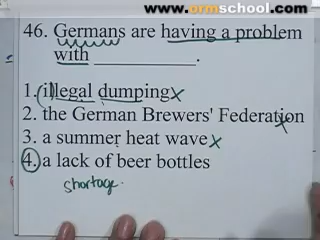 www.ormschool.com
46. Germans are having a problem
with ______________.
1. illegal dumping x
2. the German Brewers' Federation x
3. a summer heat wave x
4. a lack of beer bottles
shortage.